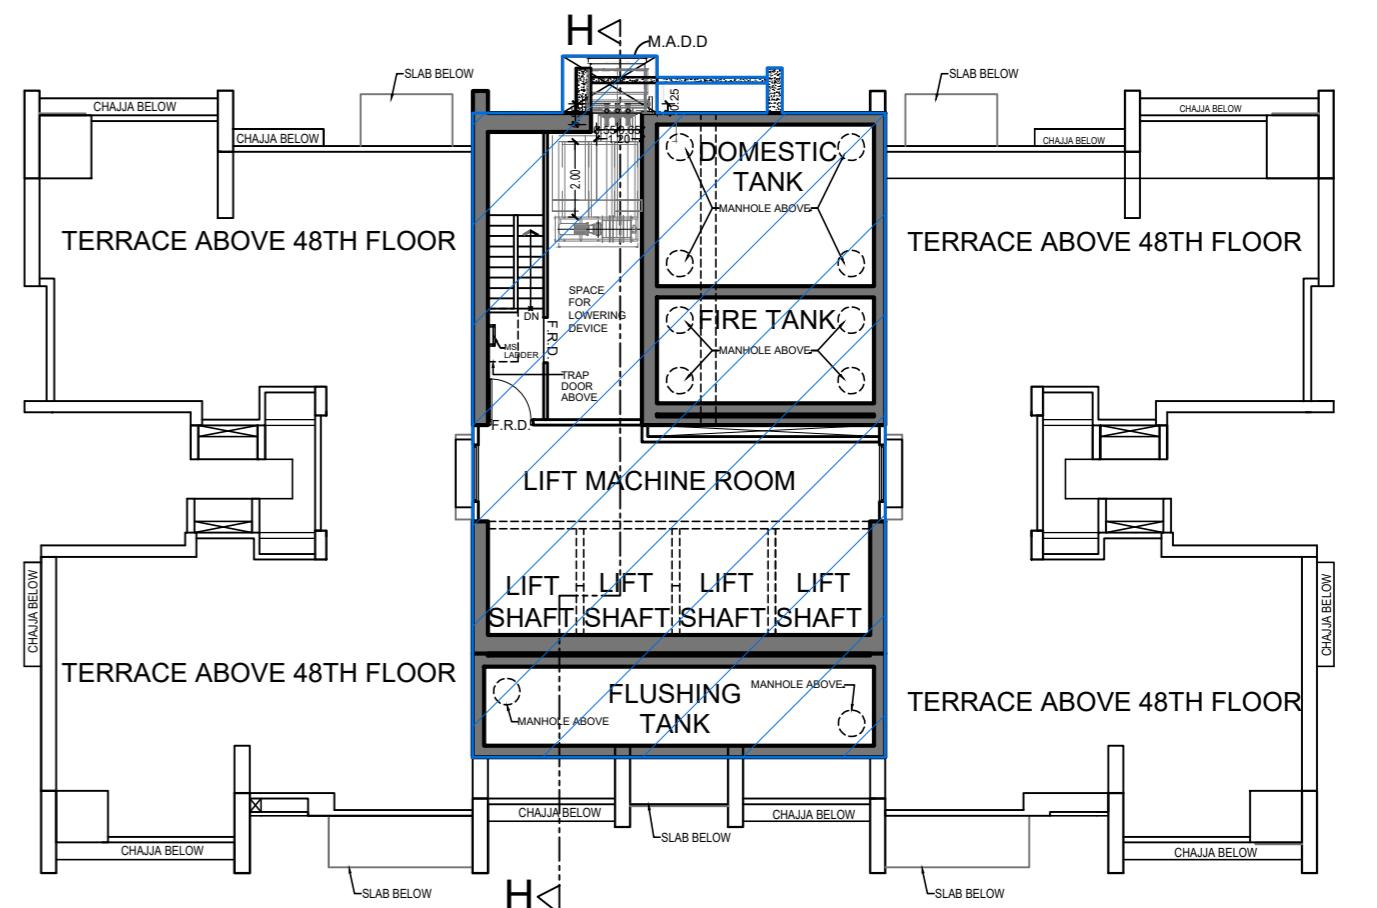 H
M.A.D.D
SLAB BELOW
SLAB BELOW
CHAJJA BELOW
CHAJJA BELOW
CHAJJA BELOW
CHAJJA BELOW
0.25
1.20
2.00
DOMESTIC
TANK
MANHOLE ABOVE
TERRACE ABOVE 48TH FLOOR
TERRACE ABOVE 48TH FLOOR
SPACE
FOR
LOWERING
DEVICE
DN
F.R.D.
MS
LADDER
TRAP
DOOR
ABOVE
F.R.D.
FIRE TANK
MANHOLE ABOVE
LIFT MACHINE ROOM
LIFT
SHAFT
LIFT
SHAFT
LIFT
SHAFT
LIFT
SHAFT
CHAJJA BELOW
CHAJJA BELOW
TERRACE ABOVE 48TH FLOOR
TERRACE ABOVE 48TH FLOOR
FLUSHING
TANK
MANHOLE ABOVE
MANHOLE ABOVE
CHAJJA BELOW
CHAJJA BELOW
SLAB BELOW
CHAJJA BELOW
CHAJJA BELOW
SLAB BELOW
SLAB BELOW
H